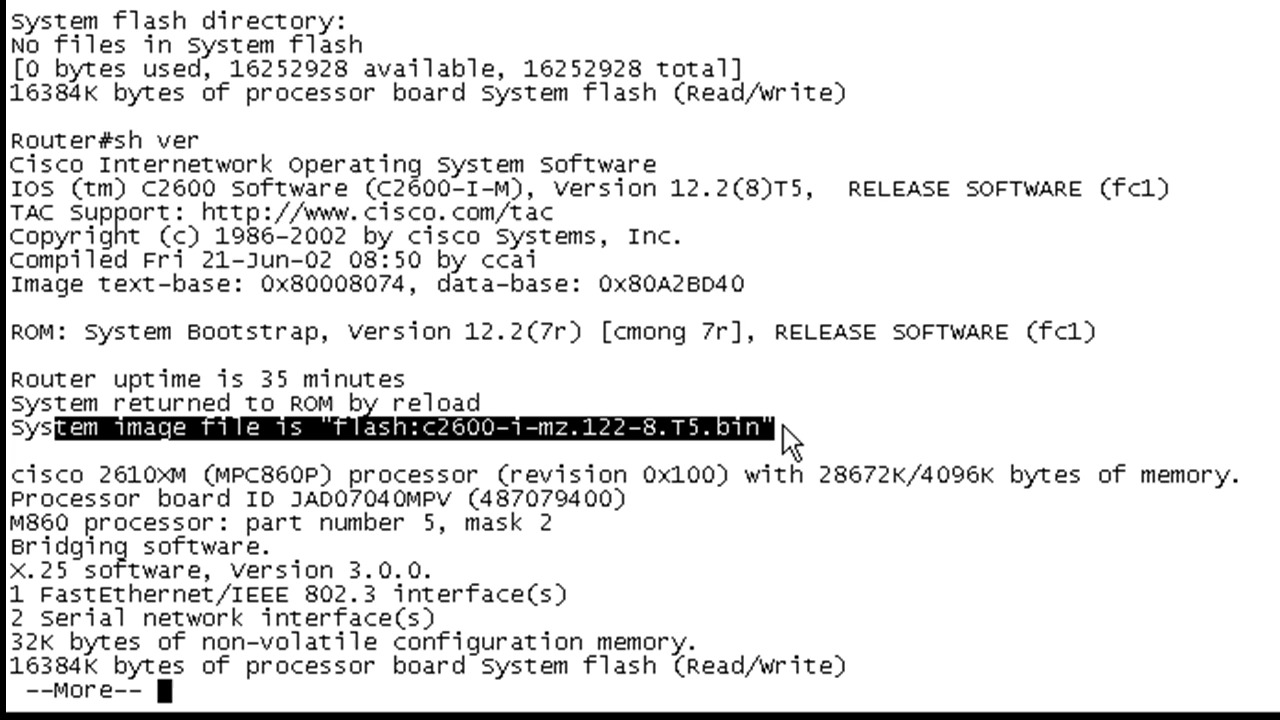 System flash directory:
No files in System flash
[0 bytes used, 16252928 available, 16252928 total]
16384K bytes of processor board System flash (Read/Write)
Router#sh ver
Cisco Internetwork Operating System Software
IOS (tm) C2600 Software (C2600-I-M), Version 12.2(8)T5,  RELEASE SOFTWARE (fc1)
TAC Support: http://www.cisco.com/tac
Copyright (c) 1986-2002 by cisco Systems, Inc.
Compiled Fri 21-Jun-02 08:50 by ccai
Image text-base: 0x80008074, data-base: 0x80A2BD40
ROM: System Bootstrap, Version 12.2(7r) [cmong 7r], RELEASE SOFTWARE (fc1)
Router uptime is 35 minutes
System returned to ROM by reload
System image file is "flash:c2600-i-mz.122-8.T5.bin"
cisco 2610XM (MPC860P) processor (revision 0x100) with 28672K/4096K bytes of memory.
Processor board ID JAD07040MPV (487079400)
M860 processor: part number 5, mask 2
Bridging software.
X.25 software, Version 3.0.0.
1 FastEthernet/IEEE 802.3 interface(s)
2 Serial network interface(s)
32K bytes of non-volatile configuration memory.
16384K bytes of processor board System flash (Read/Write)
--More--